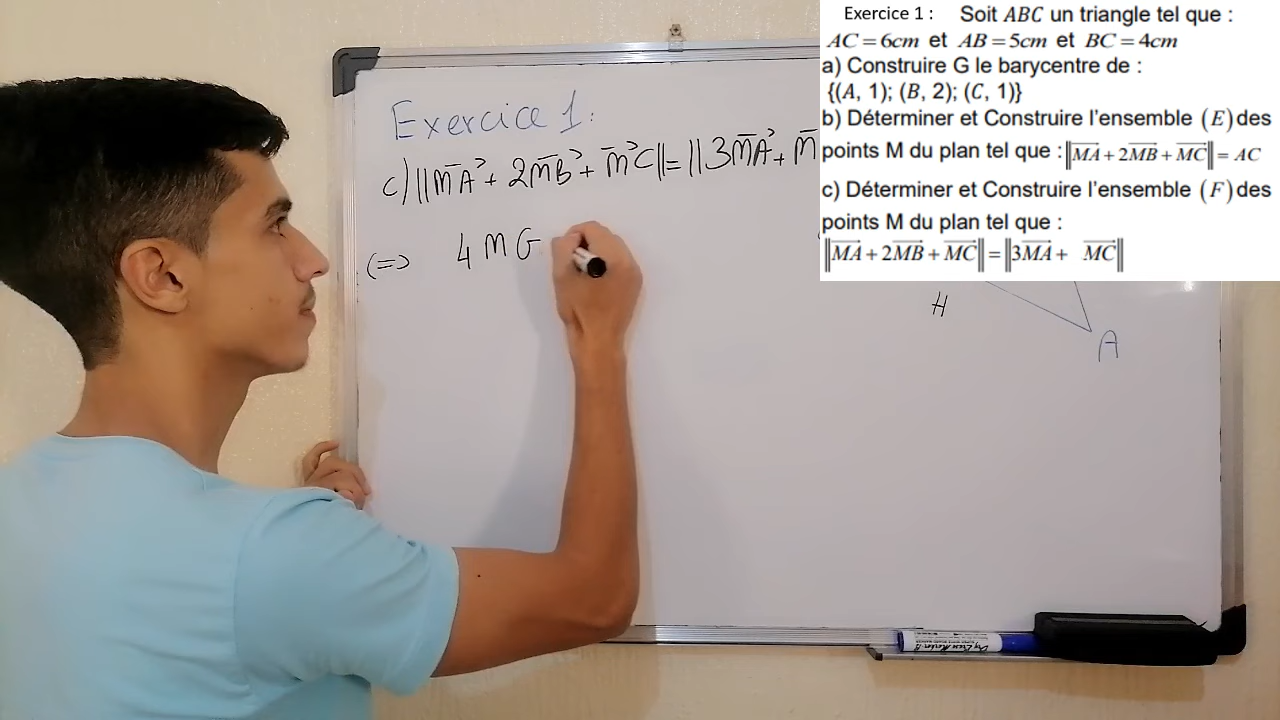 Exercice 1 : Soit ABC un triangle tel que :
AC = 6cm et AB = 5cm et BC = 4cm
a) Construire G le barycentre de :
{(A, 1); (B, 2); (C, 1)}
b) Déterminer et Construire l'ensemble (E) des
points M du plan tel que : ||MA + 2MB + MC|| = AC
c) Déterminer et Construire l'ensemble (F) des
points M du plan tel que :
||MA + 2MB + MC|| = ||3MA + MC||
Exercice 1:
c) ||MA + 2MB + MC|| = ||3MA + M
(=> 4 MG
H
A